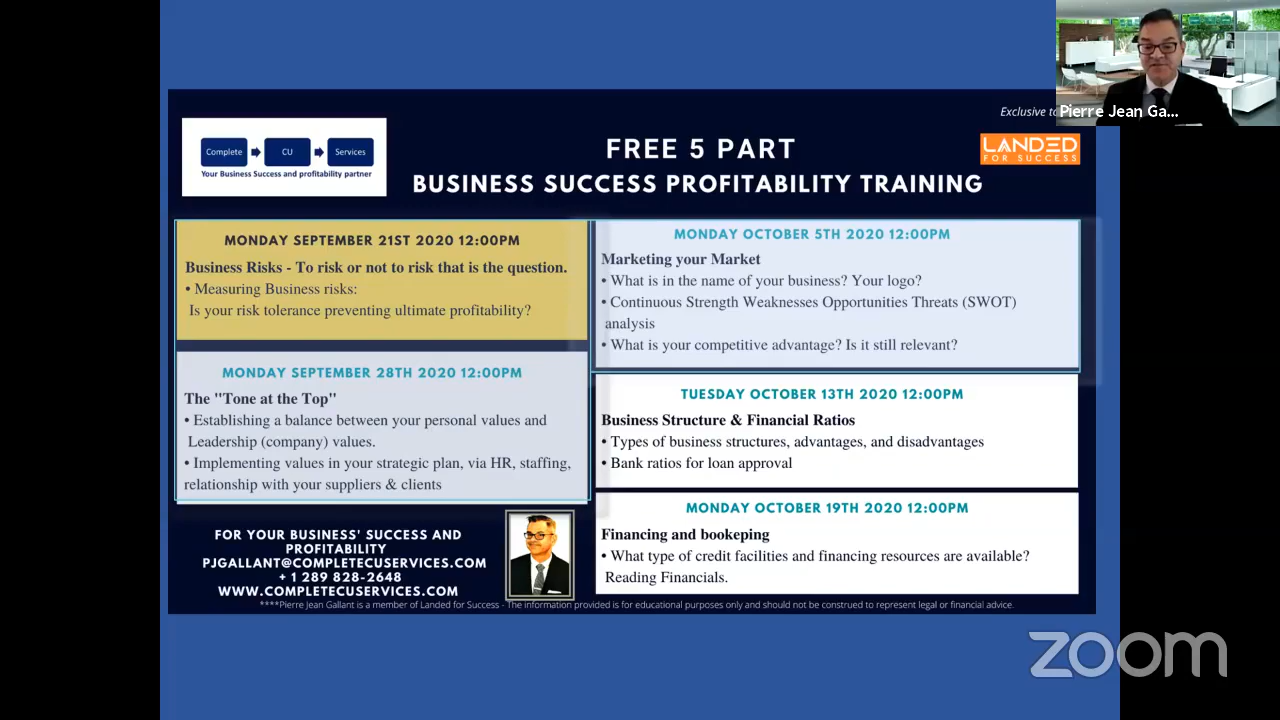 Exclusive to
Pierre Jean Ga...
LANDED
FOR SUCCESS
Complete
CU
Services
Your Business Success and profitability partner
FREE 5 PART
BUSINESS SUCCESS PROFITABILITY TRAINING
MONDAY SEPTEMBER 21ST 2020 12:00PM
Business Risks - To risk or not to risk that is the question.
• Measuring Business risks:
Is your risk tolerance preventing ultimate profitability?
MONDAY SEPTEMBER 28TH 2020 12:00PM
The "Tone at the Top"
• Establishing a balance between your personal values and
Leadership (company) values.
• Implementing values in your strategic plan, via HR, staffing,
relationship with your suppliers & clients
MONDAY OCTOBER 5TH 2020 12:00PM
Marketing your Market
• What is in the name of your business? Your logo?
• Continuous Strength Weaknesses Opportunities Threats (SWOT)
analysis
• What is your competitive advantage? Is it still relevant?
TUESDAY OCTOBER 13TH 2020 12:00PM
Business Structure & Financial Ratios
• Types of business structures, advantages, and disadvantages
• Bank ratios for loan approval
MONDAY OCTOBER 19TH 2020 12:00PM
Financing and bookeping
• What type of credit facilities and financing resources are available?
Reading Financials.
FOR YOUR BUSINESS' SUCCESS AND
PROFITABILITY
PJGALLANT@COMPLETECUSERVICES.COM
+ 1 289 828-2648
WWW.COMPLETECUSERVICES.COM
****Pierre Jean Gallant is a member of Landed for Success - The information provided is for educational purposes only and should not be construed to represent legal or financial advice.
zoom